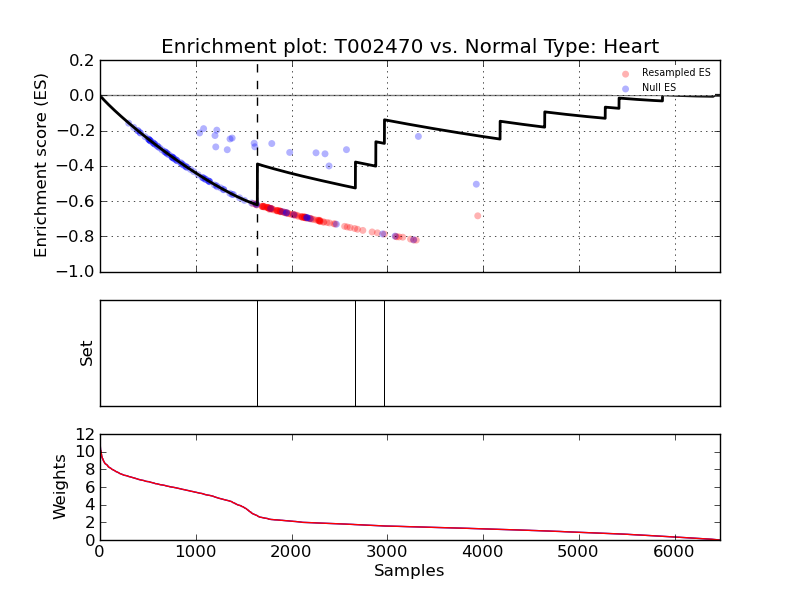 Enrichment plot: T002470 vs. Normal Type: Heart
Enrichment score (ES)
0.2
0.0
−0.2
−0.4
−0.6
−0.8
−1.0
Resampled ES
Null ES
Set
Weights
12
10
8
6
4
2
0
0 1000 2000 3000 4000 5000 6000
Samples